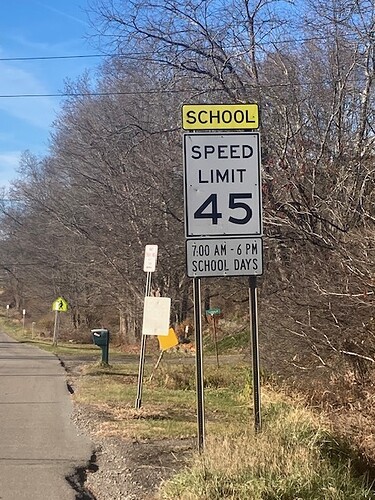 SCHOOL
SPEED
LIMIT
45
7:00 AM - 6 PM
SCHOOL DAYS